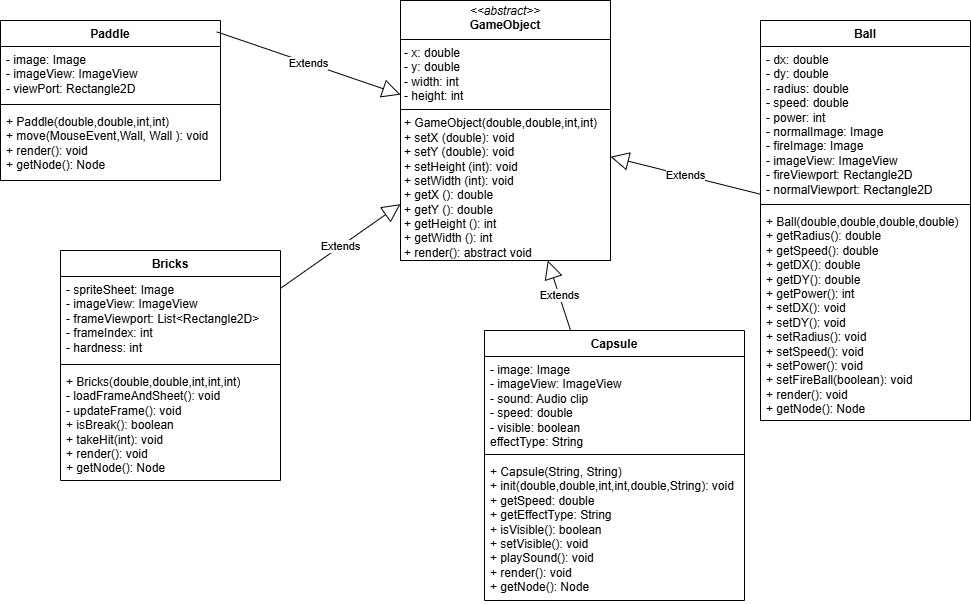 Paddle
- image: Image
- imageView: ImageView
- viewPort: Rectangle2D
+ Paddle(double,double,int,int)
+ move(MouseEvent,Wall, Wall ): void
+ render(): void
+ getNode(): Node
Extends
<<abstract>>
GameObject
- x: double
- y: double
- width: int
- height: int
+ GameObject(double,double,int,int)
+ setX (double): void
+ setY (double): void
+ setHeight (int): void
+ setWidth (int): void
+ getX (): double
+ getY (): double
+ getHeight (): int
+ getWidth (): int
+ render(): abstract void
Extends
Ball
- dx: double
- dy: double
- radius: double
- speed: double
- power: int
- normalImage: Image
- fireImage: Image
- imageView: ImageView
- fireViewport: Rectangle2D
- normalViewport: Rectangle2D
+ Ball(double,double,double,double)
+ getRadius(): double
+ getSpeed(): double
+ getDX(): double
+ getDY(): double
+ getPower(): int
+ setDX(): void
+ setDY(): void
+ setRadius(): void
+ setSpeed(): void
+ setPower(): void
+ setFireBall(boolean): void
+ render(): void
+ getNode(): Node
Extends
Bricks
- spriteSheet: Image
- imageView: ImageView
- frameViewport: List<Rectangle2D>
- frameIndex: int
- hardness: int
+ Bricks(double,double,int,int,int)
- loadFrameAndSheet(): void
- updateFrame(): void
+ isBreak(): boolean
+ takeHit(int): void
+ render(): void
+ getNode(): Node
Extends
Capsule
- image: Image
- imageView: ImageView
- sound: Audio clip
- speed: double
- visible: boolean
effectType: String
+ Capsule(String, String)
+ init(double,double,int,int,double,String): void
+ getSpeed: double
+ getEffectType: String
+ isVisible(): boolean
+ setVisible(): void
+ playSound(): void
+ render(): void
+ getNode(): Node